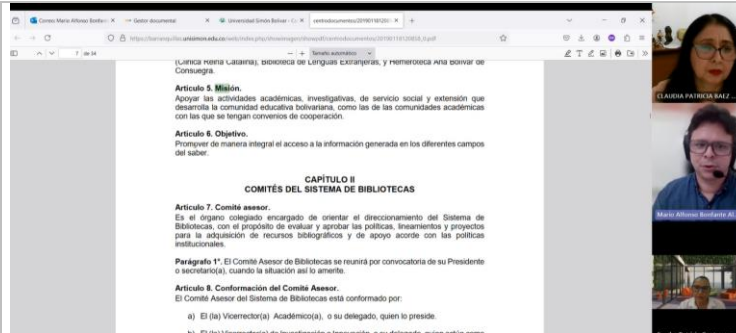 Correo: Mario Alfonso Bonfan
Gestor documental
Universidad Simón Bolívar - C
centrodocumentos/20190118120
7 de 34
Tamaño automático
(Clínica Reina Catalina), Biblioteca de Lenguas Extranjeras, y Hemeroteca Ana Bolívar de
Consuegra.
Artículo 5. Misión.
Apoyar las actividades académicas, investigativas, de servicio social y extensión que
desarrolla la comunidad educativa bolivariana, como las de las comunidades académicas
con las que se tengan convenios de cooperación.
Artículo 6. Objetivo.
Promover de manera integral el acceso a la información generada en los diferentes campos
del saber.
CAPÍTULO II
COMITÉS DEL SISTEMA DE BIBLIOTECAS
Artículo 7. Comité asesor.
Es el órgano colegiado encargado de orientar el direccionamiento del Sistema de
Bibliotecas, con el propósito de evaluar y aprobar las políticas, lineamientos y proyectos
para la adquisición de recursos bibliográficos y de apoyo acorde con las políticas
institucionales.
Parágrafo 1°. El Comité Asesor de Bibliotecas se reunirá por convocatoria de su Presidente
o secretario(a), cuando la situación así lo amerite.
Artículo 8. Conformación del Comité Asesor.
El Comité Asesor del Sistema de Bibliotecas está conformado por:
a) El (la) Vicerrector(a) Académico(a), o su delegado, quien lo preside.
CLAUDIA PATRICIA BAEZ ...
Mario Alfonso Bonfante Al...